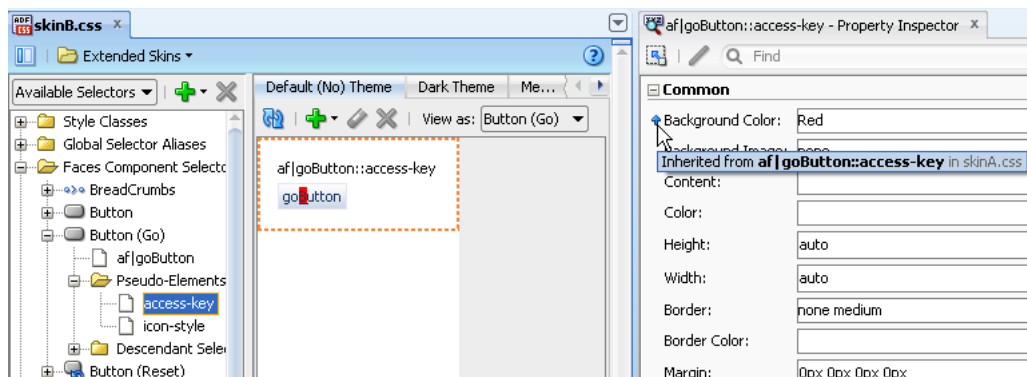 skinB.css
Extended Skins
Available Selectors
Style Classes
Global Selector Aliases
Faces Component Selecto
BreadCrumbs
Button
Button (Go)
af|goButton
Pseudo-Elements
access-key
icon-style
Descendant Sele
Button (Reset)
Default (No) Theme Dark Theme Me...
View as: Button (Go)
af|goButton::access-key
goButton
af|goButton::access-key - Property Inspector
Find
Common
Background Color: Red
Background Image: none
Inherited from af|goButton::access-key in skinA.css
Content:
Color:
Height: auto
Width: auto
Border: none medium
Border Color:
Margin: 0px 0px 0px 0px